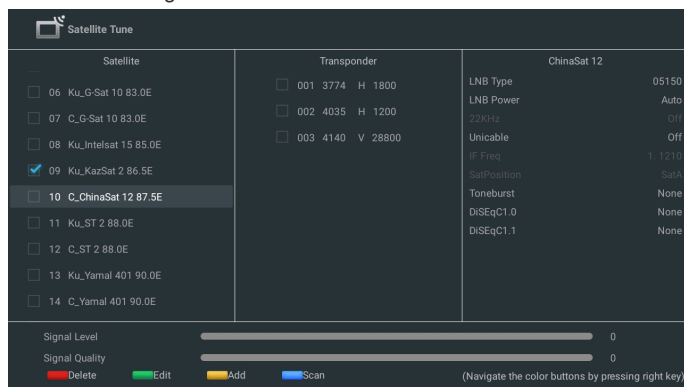 Satellite Tune
Satellite
06 Ku_G-Sat 10 83.0E
07 C_G-Sat 10 83.0E
08 Ku_Intelsat 15 85.0E
09 Ku_KazSat 2 86.5E
10 C_ChinaSat 12 87.5E
11 Ku_ST 2 88.0E
12 C_ST 2 88.0E
13 Ku_Yamal 401 90.0E
14 C_Yamal 401 90.0E
Transponder
001 3774 H 1800
002 4035 H 1200
003 4140 V 28800
ChinaSat 12
LNB Type 05150
LNB Power Auto
22KHz Off
Unicable Off
IF Freq 1. 1210
SatPosition SatA
Toneburst None
DiSEqC1.0 None
DiSEqC1.1 None
Signal Level 0
Signal Quality 0
Delete Edit Add Scan (Navigate the color buttons by pressing right key)